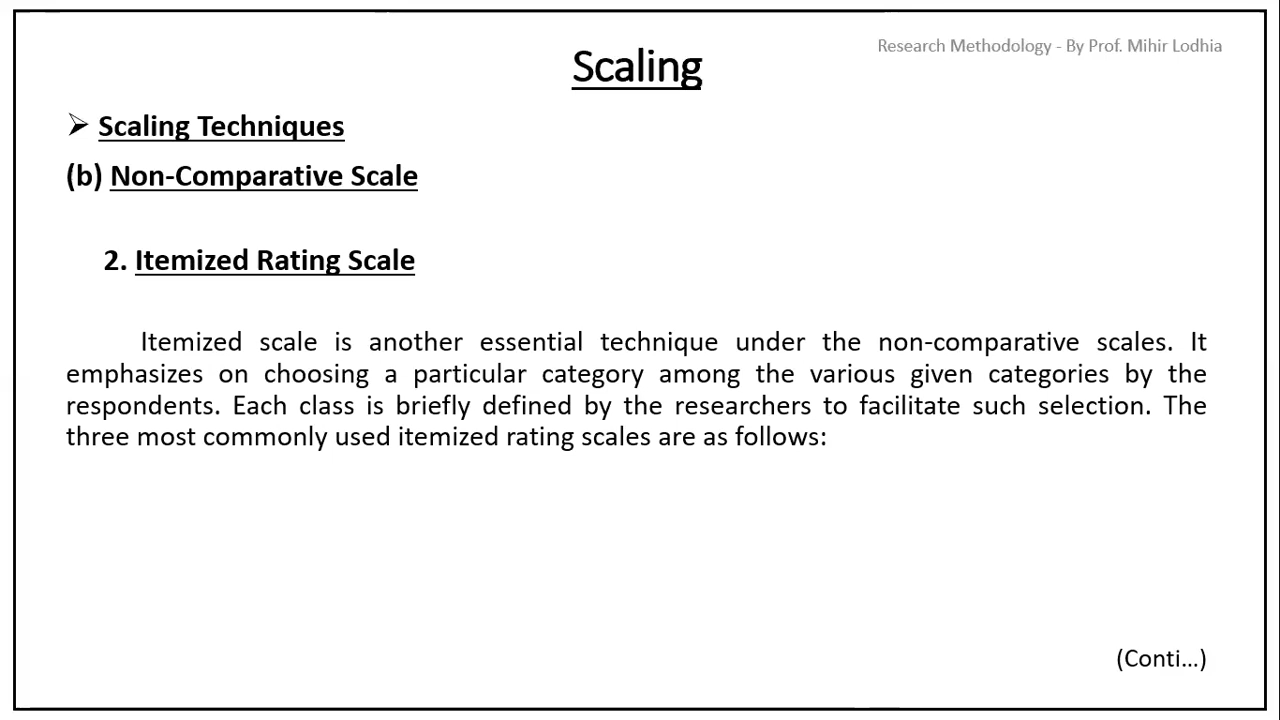 Research Methodology - By Prof. Mihir Lodhia
Scaling
➢ Scaling Techniques
(b) Non-Comparative Scale
2. Itemized Rating Scale
Itemized scale is another essential technique under the non-comparative scales. It
emphasizes on choosing a particular category among the various given categories by the
respondents. Each class is briefly defined by the researchers to facilitate such selection. The
three most commonly used itemized rating scales are as follows:
(Conti…)